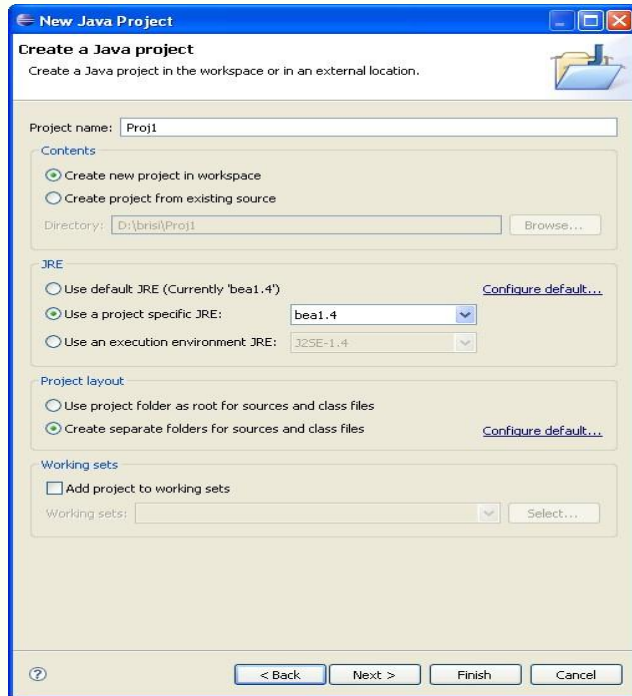 New Java Project
Create a Java project
Create a Java project in the workspace or in an external location.
Project name: Proj1
Contents
Create new project in workspace
Create project from existing source
Directory: D:\brisi\Proj1 Browse...
JRE
Use default JRE (Currently 'bea1.4') Configure default...
Use a project specific JRE: bea1.4
Use an execution environment JRE: J2SE-1.4
Project layout
Use project folder as root for sources and class files
Create separate folders for sources and class files Configure default...
Working sets
Add project to working sets
Working sets: Select...
? < Back Next > Finish Cancel